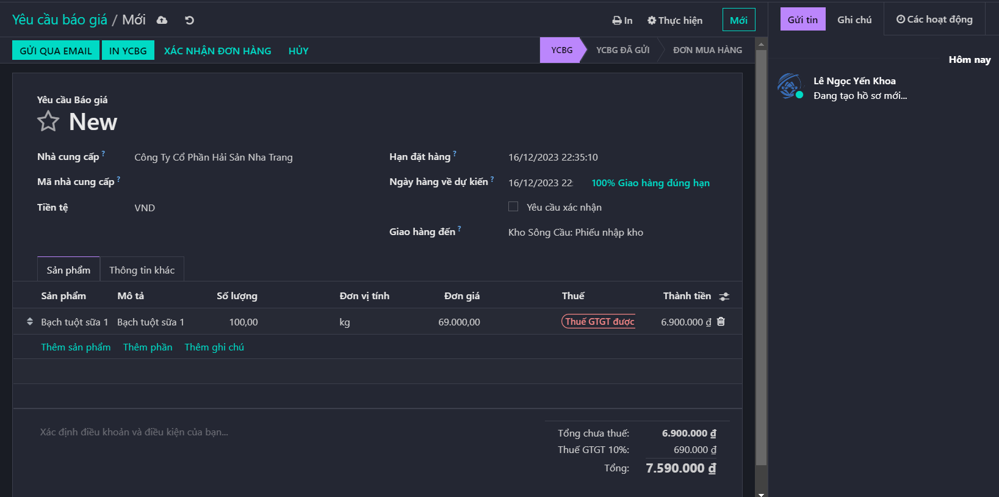 Yêu cầu báo giá / Mới
In
Thực hiện
Mới
Gửi tin
Ghi chú
Các hoạt động
GỬI QUA EMAIL
IN YCBG
XÁC NHẬN ĐƠN HÀNG
HỦY
YCBG
YCBG ĐÃ GỬI
ĐƠN MUA HÀNG
Hôm nay
Lê Ngọc Yến Khoa
Đang tạo hồ sơ mới...
Yêu cầu Báo giá
New
Nhà cung cấp ? Công Ty Cổ Phần Hải Sản Nha Trang
Hạn đặt hàng ? 16/12/2023 22:35:10
Mã nhà cung cấp ?
Ngày hàng về dự kiến ? 16/12/2023 22: 100% Giao hàng đúng hạn
Tiền tệ VND
Yêu cầu xác nhận
Giao hàng đến ? Kho Sông Cầu: Phiếu nhập kho
Sản phẩm
Thông tin khác
Sản phẩm Mô tả Số lượng Đơn vị tính Đơn giá Thuế Thành tiền
Bạch tuột sữa 1 Bạch tuột sữa 1 100,00 kg 69.000,00 Thuế GTGT được 6.900.000 ₫
Thêm sản phẩm Thêm phần Thêm ghi chú
Xác định điều khoản và điều kiện của bạn...
Tổng chưa thuế: 6.900.000 ₫
Thuế GTGT 10%: 690.000 ₫
Tổng: 7.590.000 ₫